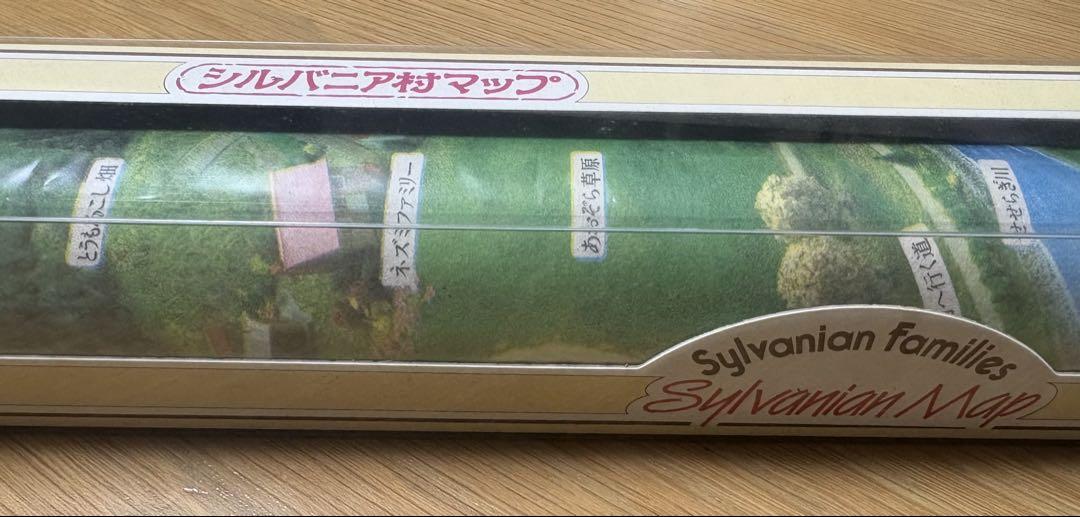 シルバニア村マップ
とうもろこし畑
ネズミファミリー
あおぞら草原
へ行く道
せせらぎ川
Sylvanian Families
Sylvanian Map